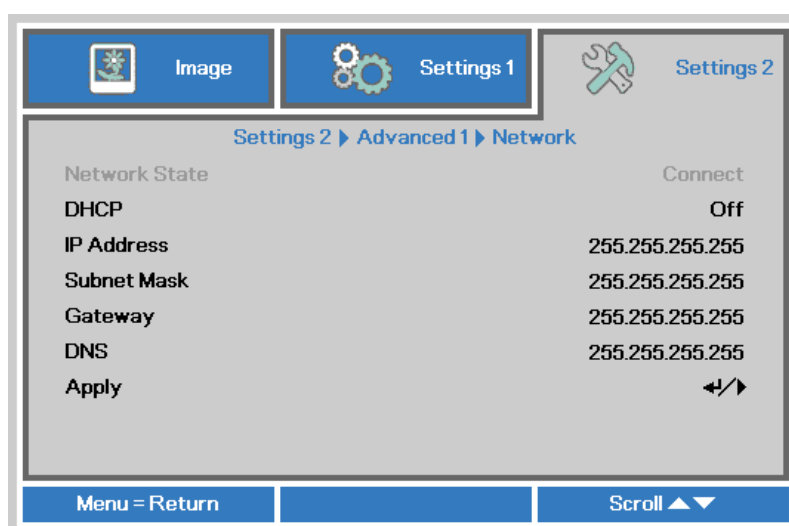 Image Settings 1 Settings 2
Settings 2 ▶ Advanced 1 ▶ Network
Network State Connect
DHCP Off
IP Address 255.255.255.255
Subnet Mask 255.255.255.255
Gateway 255.255.255.255
DNS 255.255.255.255
Apply ↵/▶
Menu = Return Scroll ▲▼